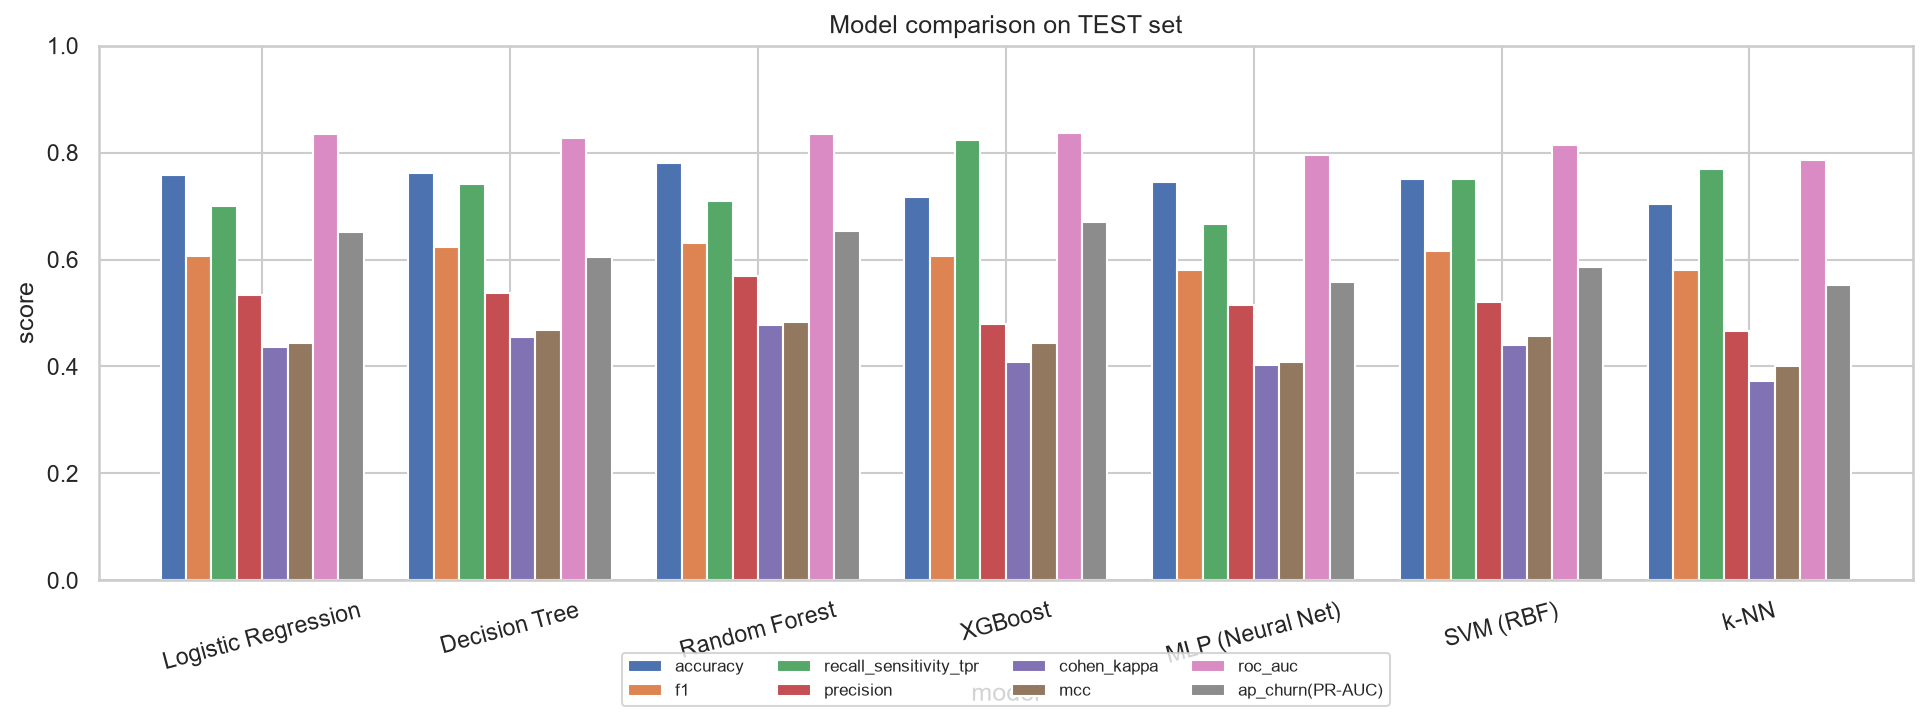 Model comparison on TEST set
1.0
0.8
0.6
0.4
0.2
0.0
score
Logistic Regression
Decision Tree
Random Forest
XGBoost
MLP (Neural Net)
SVM (RBF)
k-NN
model
accuracy
recall_sensitivity_tpr
cohen_kappa
roc_auc
f1
precision
mcc
ap_churn(PR-AUC)